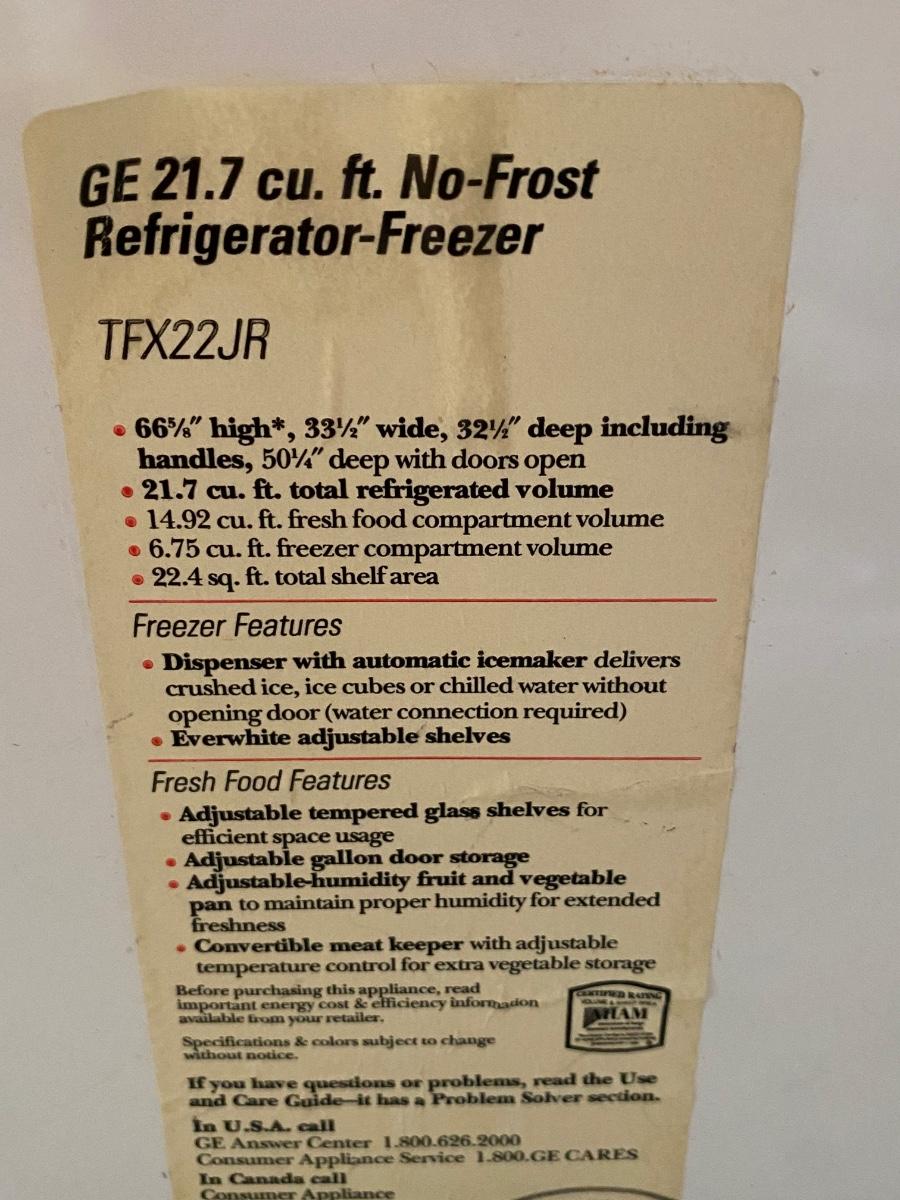 GE 21.7 cu. ft. No-Frost
Refrigerator-Freezer
TFX22JR
• 66⅝″ high*, 33½″ wide, 32½″ deep including
handles, 50¼″ deep with doors open
• 21.7 cu. ft. total refrigerated volume
• 14.92 cu. ft. fresh food compartment volume
• 6.75 cu. ft. freezer compartment volume
• 22.4 sq. ft. total shelf area
Freezer Features
• Dispenser with automatic icemaker delivers
crushed ice, ice cubes or chilled water without
opening door (water connection required)
• Everwhite adjustable shelves
Fresh Food Features
• Adjustable tempered glass shelves for
efficient space usage
• Adjustable gallon door storage
• Adjustable-humidity fruit and vegetable
pan to maintain proper humidity for extended
freshness
• Convertible meat keeper with adjustable
temperature control for extra vegetable storage
Before purchasing this appliance, read
important energy cost & efficiency information
available from your retailer.
CERTIFIED RATING
AHAM
Specifications & colors subject to change
without notice.
If you have questions or problems, read the Use
and Care Guide—it has a Problem Solver section.
In U.S.A. call
GE Answer Center 1.800.626.2000
Consumer Appliance Service 1.800.GE CARES
In Canada call
Consumer Appliance